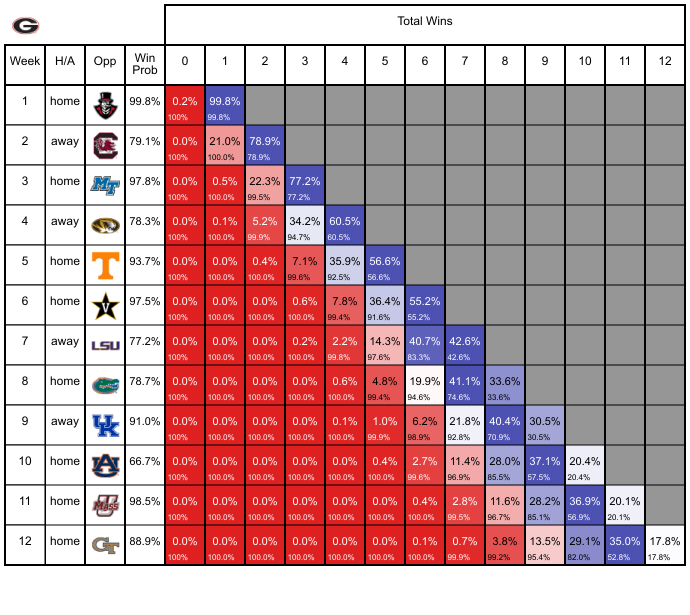 G
Total Wins
Week H/A Opp Win Prob 0 1 2 3 4 5 6 7 8 9 10 11 12
1 home 99.8% 0.2% 99.8%
100% 99.8%
2 away C 79.1% 0.0% 21.0% 78.9%
100% 100.0% 78.9%
3 home MT 97.8% 0.0% 0.5% 22.3% 77.2%
100% 100.0% 99.5% 77.2%
4 away 78.3% 0.0% 0.1% 5.2% 34.2% 60.5%
100% 100.0% 99.9% 94.7% 60.5%
5 home T 93.7% 0.0% 0.0% 0.4% 7.1% 35.9% 56.6%
100% 100.0% 100.0% 99.6% 92.5% 56.6%
6 home V 97.5% 0.0% 0.0% 0.0% 0.6% 7.8% 36.4% 55.2%
100% 100.0% 100.0% 100.0% 99.4% 91.6% 55.2%
7 away LSU 77.2% 0.0% 0.0% 0.0% 0.2% 2.2% 14.3% 40.7% 42.6%
100% 100.0% 100.0% 100.0% 99.8% 97.6% 83.3% 42.6%
8 home 78.7% 0.0% 0.0% 0.0% 0.0% 0.6% 4.8% 19.9% 41.1% 33.6%
100% 100.0% 100.0% 100.0% 100.0% 99.4% 94.6% 74.6% 33.6%
9 away UK 91.0% 0.0% 0.0% 0.0% 0.0% 0.1% 1.0% 6.2% 21.8% 40.4% 30.5%
100% 100.0% 100.0% 100.0% 100.0% 99.9% 98.9% 92.8% 70.9% 30.5%
10 home AU 66.7% 0.0% 0.0% 0.0% 0.0% 0.0% 0.4% 2.7% 11.4% 28.0% 37.1% 20.4%
100% 100.0% 100.0% 100.0% 100.0% 100.0% 99.6% 96.9% 85.5% 57.5% 20.4%
11 home UMass 98.5% 0.0% 0.0% 0.0% 0.0% 0.0% 0.0% 0.4% 2.8% 11.6% 28.2% 36.9% 20.1%
100% 100.0% 100.0% 100.0% 100.0% 100.0% 100.0% 99.5% 96.7% 85.1% 56.9% 20.1%
12 home GT 88.9% 0.0% 0.0% 0.0% 0.0% 0.0% 0.0% 0.1% 0.7% 3.8% 13.5% 29.1% 35.0% 17.8%
100% 100.0% 100.0% 100.0% 100.0% 100.0% 100.0% 99.9% 99.2% 95.4% 82.0% 52.8% 17.8%